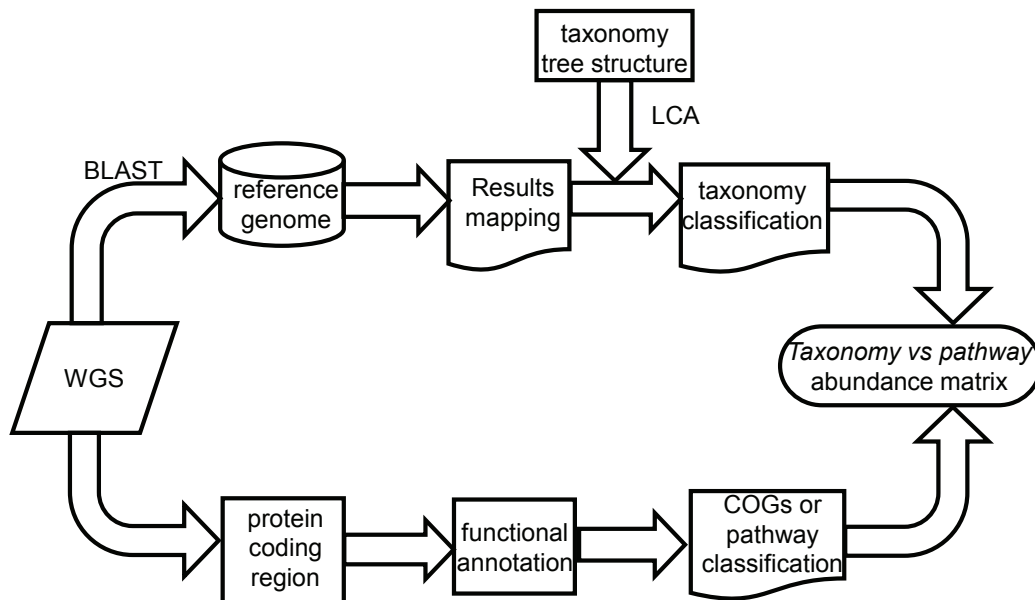 taxonomy
tree structure
LCA
BLAST
reference
genome
Results
mapping
taxonomy
classification
WGS
Taxonomy vs pathway
abundance matrix
protein
coding
region
functional
annotation
COGs or
pathway
classification